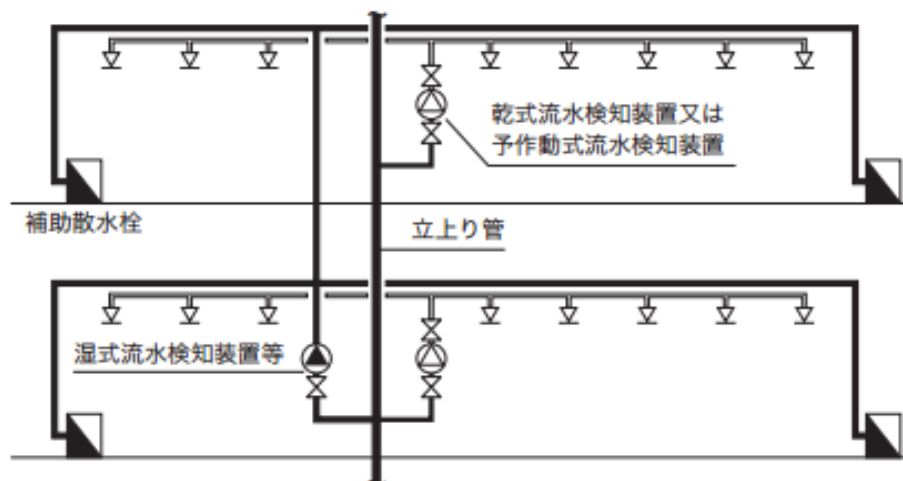 乾式流水検知装置又は
予作動式流水検知装置
補助散水栓
立上り管
湿式流水検知装置等